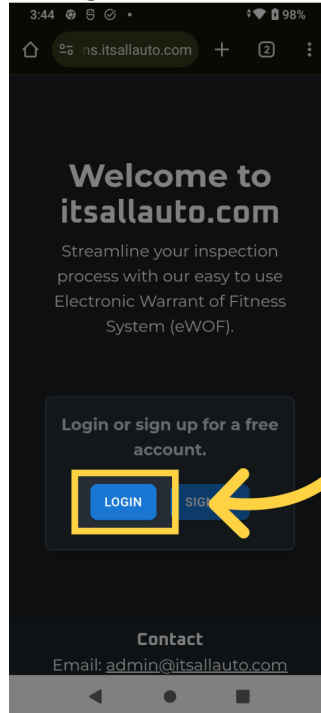 3:44
98%
ns.itsallauto.com
2
Welcome to
itsallauto.com
Streamline your inspection
process with our easy to use
Electronic Warrant of Fitness
System (eWOF).
Login or sign up for a free
account.
LOGIN
Contact
Email: admin@itsallauto.com